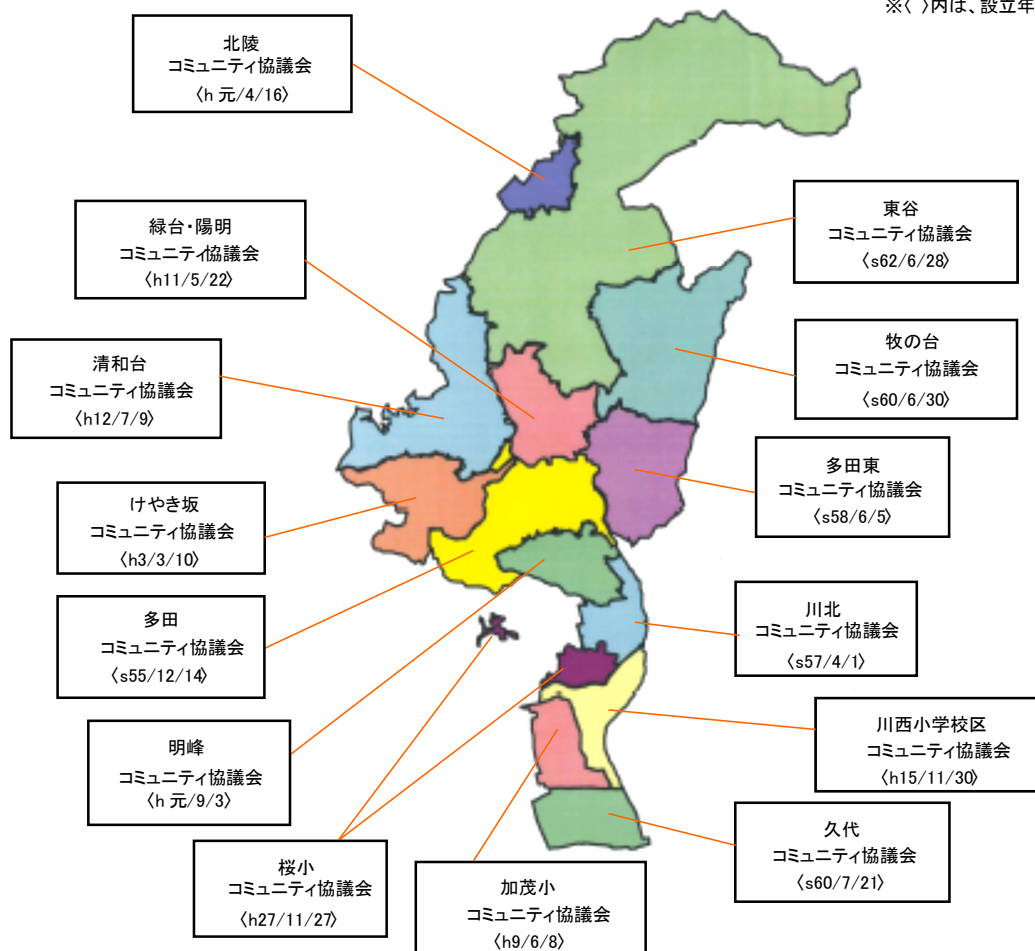 ※〈 〉内は、設立年
北陵
コミュニティ協議会
〈h 元/4/16〉
緑台・陽明
コミュニティ協議会
〈h11/5/22〉
東谷
コミュニティ協議会
〈s62/6/28〉
清和台
コミュニティ協議会
〈h12/7/9〉
牧の台
コミュニティ協議会
〈s60/6/30〉
多田東
コミュニティ協議会
〈s58/6/5〉
けやき坂
コミュニティ協議会
〈h3/3/10〉
多田
コミュニティ協議会
〈s55/12/14〉
川北
コミュニティ協議会
〈s57/4/1〉
明峰
コミュニティ協議会
〈h 元/9/3〉
川西小学校区
コミュニティ協議会
〈h15/11/30〉
桜小
コミュニティ協議会
〈h27/11/27〉
加茂小
コミュニティ協議会
〈h9/6/8〉
久代
コミュニティ協議会
〈s60/7/21〉